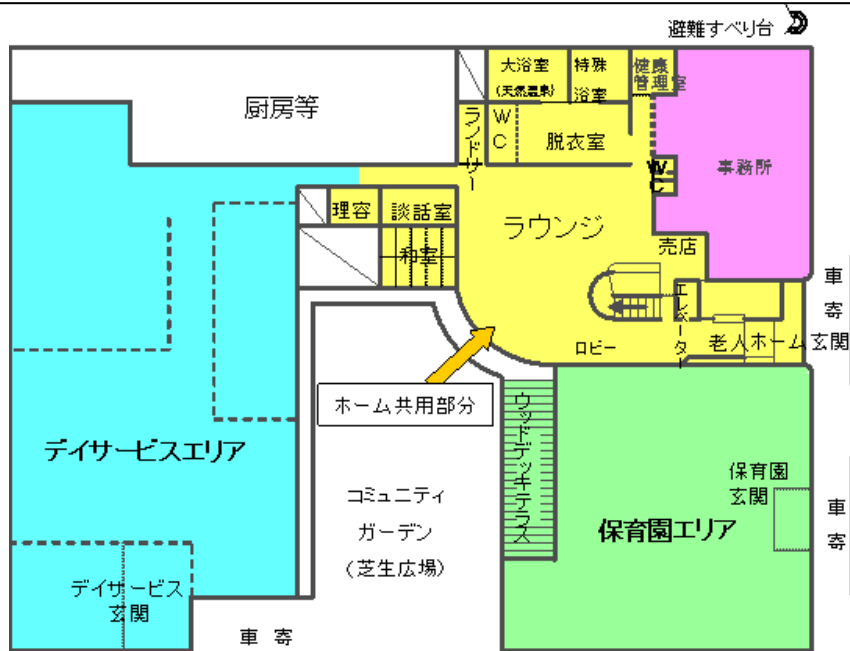 避難すべり台
大浴室
(天然温泉)
特殊
浴室
健康
管理室
厨房等
ランドリー
WC
脱衣室
WC
事務所
理容
談話室
和室
ラウンジ
売店
エレベーター
車
寄
ロビー
老人ホーム玄関
ホーム共用部分
デイサービスエリア
ウッドデッキテラス
保育園
玄関
コミュニティ
ガーデン
(芝生広場)
保育園エリア
車
寄
デイサービス
玄関
車寄